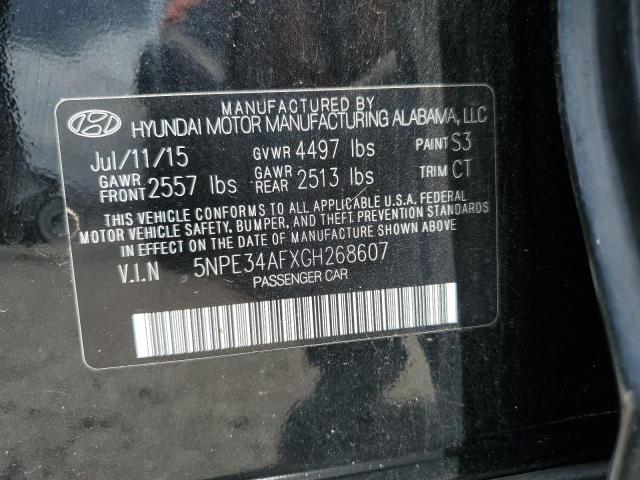 MANUFACTURED BY
HYUNDAI MOTOR MANUFACTURING ALABAMA, LLC
Jul/11/15 GVWR 4497 lbs PAINT S3
GAWR FRONT 2557 lbs GAWR REAR 2513 lbs TRIM CT
THIS VEHICLE CONFORMS TO ALL APPLICABLE U.S.A. FEDERAL
MOTOR VEHICLE SAFETY, BUMPER, AND THEFT PREVENTION STANDARDS
IN EFFECT ON THE DATE OF MANUFACTURE SHOWN ABOVE.
V.I.N 5NPE34AFXGH268607
PASSENGER CAR